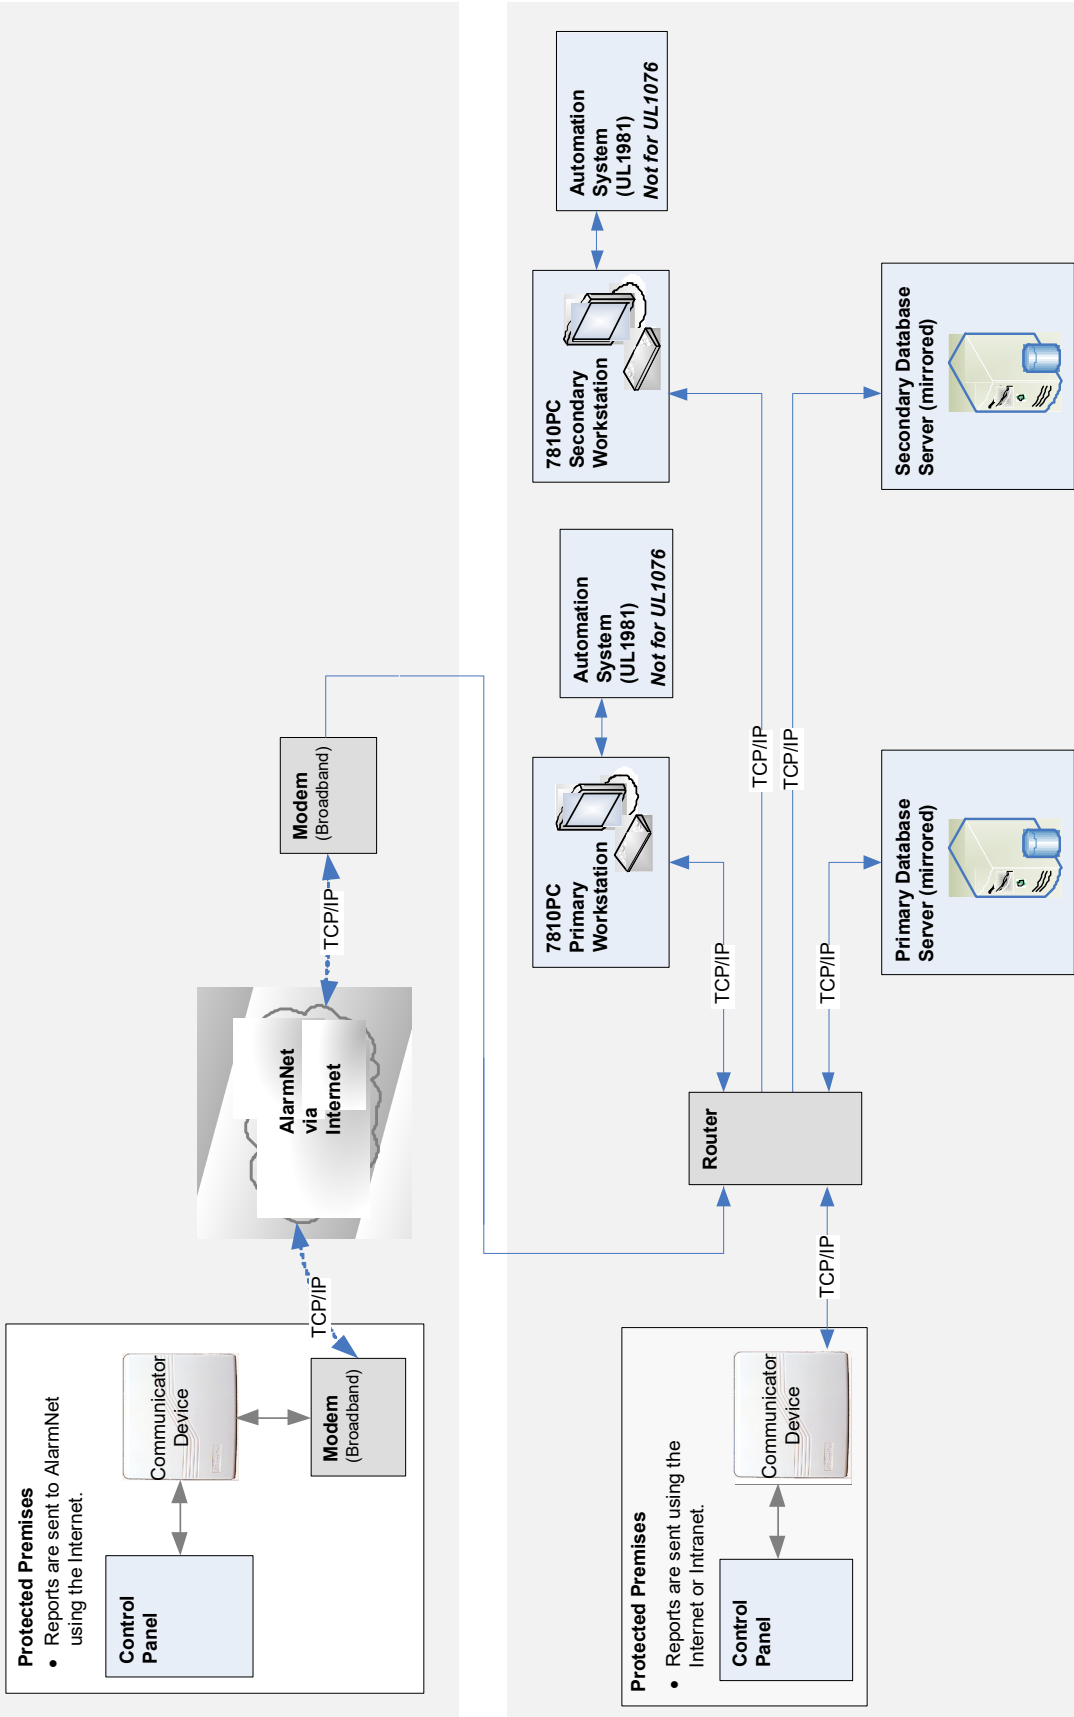 Protected Premises
• Reports are sent to AlarmNet
using the Internet.
Control
Panel
Communicator
Device
Modem
(Broadband)
TCP/IP
AlarmNet
via
Internet
TCP/IP
Modem
(Broadband)
Protected Premises
• Reports are sent using the
Internet or Intranet.
Control
Panel
Communicator
Device
TCP/IP
Router
TCP/IP
TCP/IP
TCP/IP
TCP/IP
7810PC
Primary
Workstation
Automation
System
(UL1981)
Not for UL1076
7810PC
Secondary
Workstation
Automation
System
(UL1981)
Not for UL1076
Primary Database
Server (mirrored)
Secondary Database
Server (mirrored)